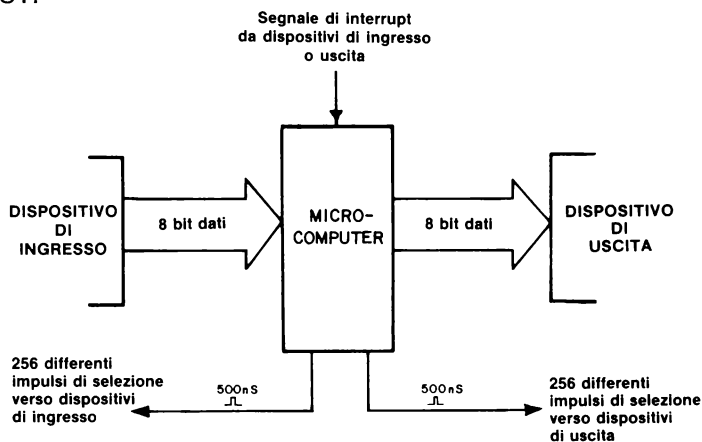 Segnale di interrupt
da dispositivi di ingresso
o uscita
DISPOSITIVO
DI
INGRESSO
8 bit dati
MICRO-
COMPUTER
8 bit dati
DISPOSITIVO
DI
USCITA
256 differenti
impulsi di selezione
verso dispositivi
di ingresso
500nS
500nS
256 differenti
impulsi di selezione
verso dispositivi
di uscita